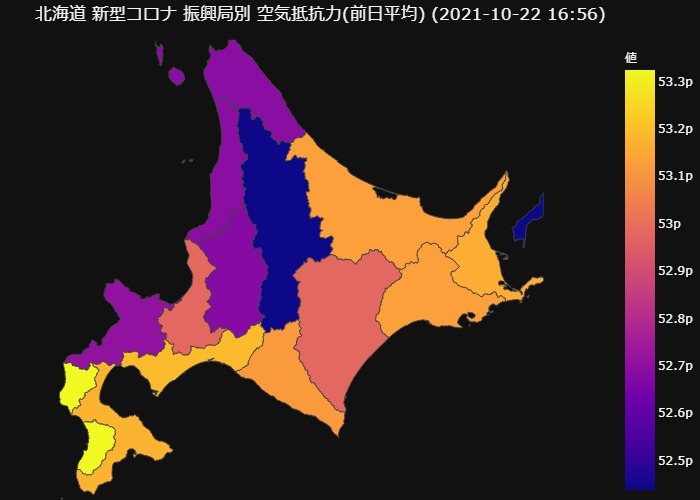 北海道 新型コロナ 振興局別 空気抵抗力(前日平均) (2021-10-22 16:56)
値
53.3p
53.2p
53.1p
53p
52.9p
52.8p
52.7p
52.6p
52.5p